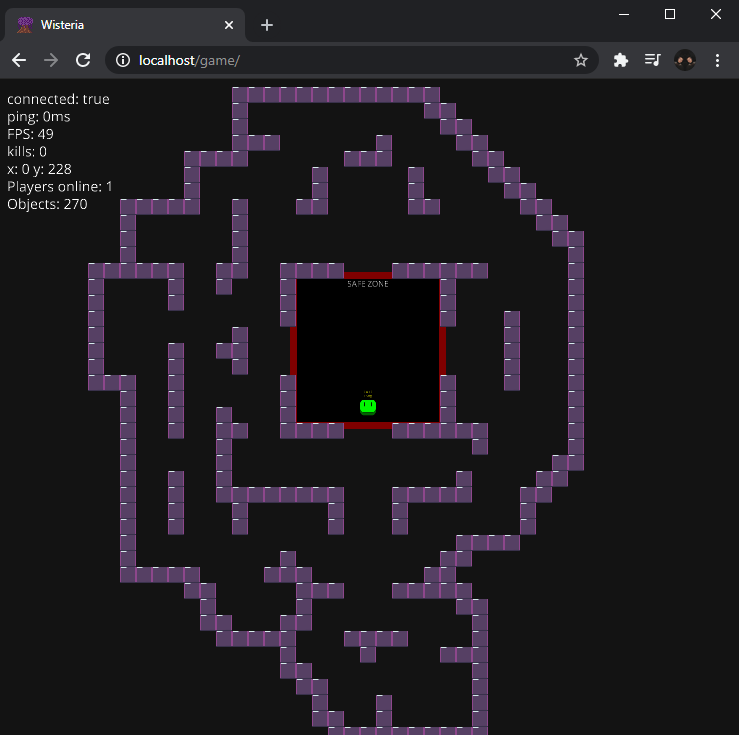 Wisteria
localhost/game/
connected: true
ping: 0ms
FPS: 49
kills: 0
x: 0 y: 228
Players online: 1
Objects: 270
SAFE ZONE